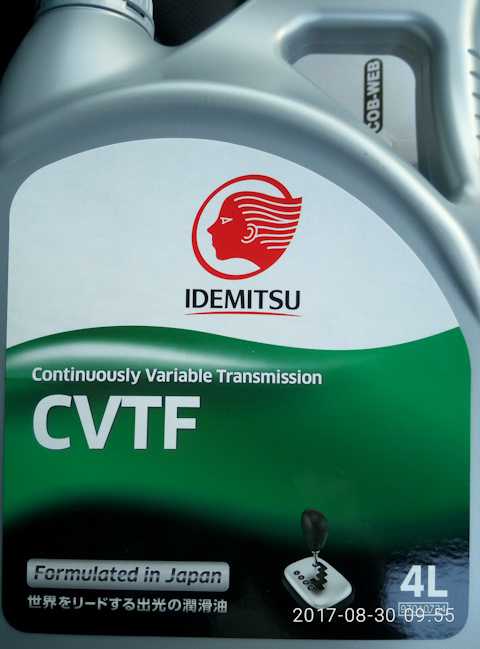 COB-WEB
IDEMITSU
Continuously Variable Transmission
CVTF
Formulated in Japan
世界をリードする出光の潤滑油
4L
2017-08-30 09:55